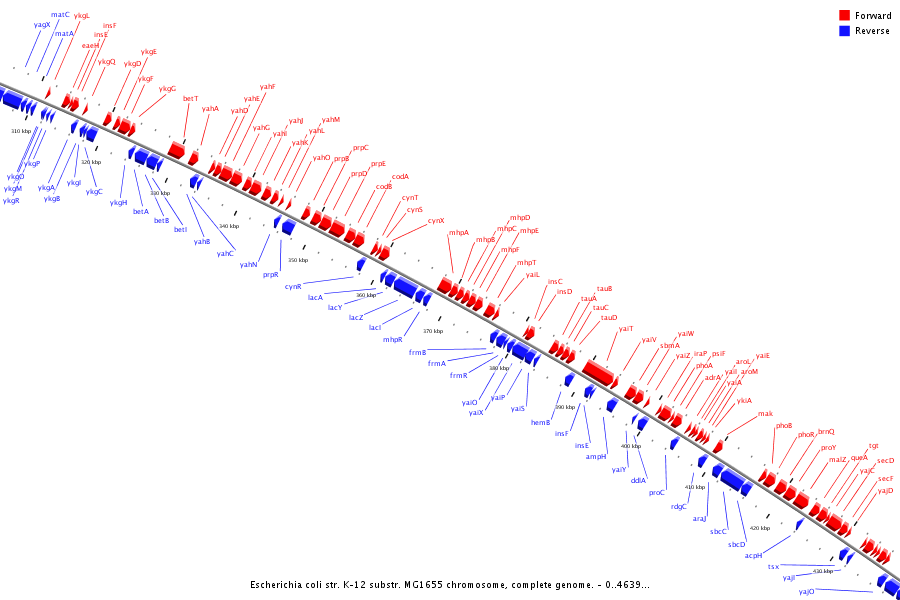 Forward
Reverse
matC
ykgL
yagX
matA
insF
insE
eaeH
ykgQ
ykgE
ykgD
ykgF
ykgG
betT
yahA
yahF
yahE
yahD
yahG
yahJ
yahM
yahI
yahL
yahK
yahO
prpC
prpB
prpE
prpD
codA
codB
cynT
cynS
cynX
mhpA
mhpD
mhpC
mhpE
mhpB
mhpF
mhpT
yaiL
insC
insD
tauB
tauA
tauC
tauD
yaiT
yaiV
yaiW
sbmA
yaiZ
iraP
psiF
phoA
aroL
yaiE
adrA
yaiI
aroM
yaiA
ykiA
mak
phoB
phoR
brnQ
proY
malZ
queA
tgt
yajC
secD
secF
yajD
310 kbp
320 kbp
330 kbp
340 kbp
350 kbp
360 kbp
370 kbp
380 kbp
390 kbp
400 kbp
410 kbp
420 kbp
430 kbp
ykgP
ykgO
ykgM
ykgR
ykgA
ykgB
ykgI
ykgC
ykgH
betA
betB
betI
yahB
yahC
yahN
prpR
cynR
lacA
lacY
lacZ
lacI
mhpR
frmB
frmA
frmR
yaiO
yaiX
yaiP
yaiS
hemB
insF
insE
ampH
yaiY
ddlA
proC
rdgC
araJ
sbcC
sbcD
acpH
tsx
yajI
yajO
Escherichia coli str. K-12 substr. MG1655 chromosome, complete genome. - 0.4639...